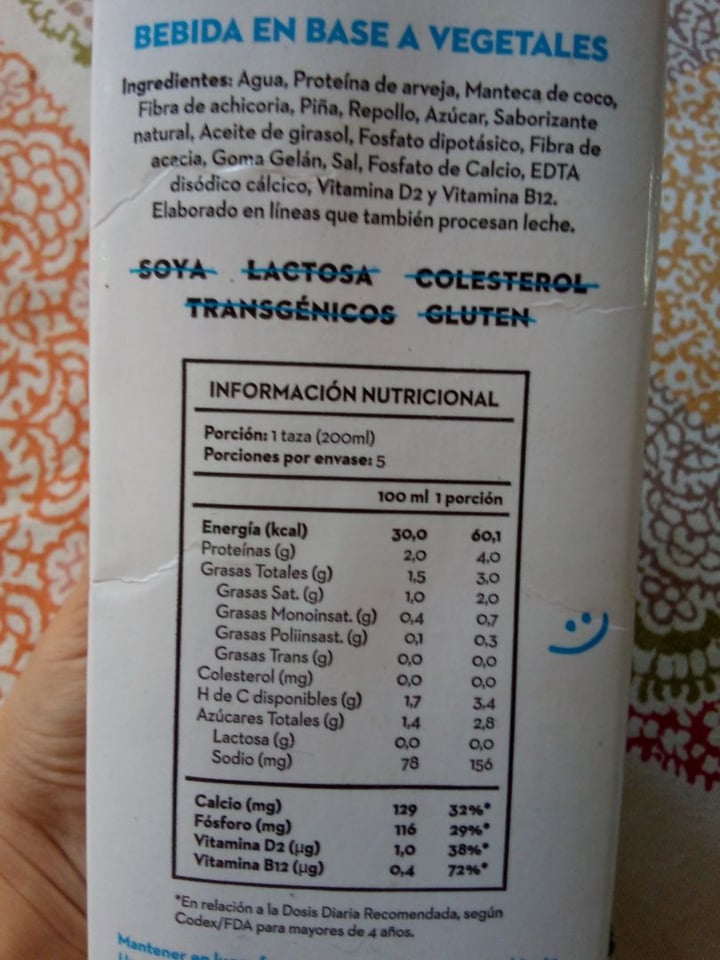 BEBIDA EN BASE A VEGETALES
Ingredientes: Agua, Proteína de arveja, Manteca de coco,
Fibra de achicoria, Piña, Repollo, Azúcar, Saborizante
natural, Aceite de girasol, Fosfato dipotásico, Fibra de
acacia, Goma Gelán, Sal, Fosfato de Calcio, EDTA
disódico cálcico, Vitamina D2 y Vitamina B12.
Elaborado en líneas que también procesan leche.
SOYA LACTOSA COLESTEROL
TRANSGÉNICOS GLUTEN
INFORMACIÓN NUTRICIONAL
Porción: 1 taza (200ml)
Porciones por envase: 5
100 ml 1 porción
Energía (kcal) 30,0 60,1
Proteínas (g) 2,0 4,0
Grasas Totales (g) 1,5 3,0
Grasas Sat. (g) 1,0 2,0
Grasas Monoinsat. (g) 0,4 0,7
Grasas Poliinsast. (g) 0,1 0,3
Grasas Trans (g) 0,0 0,0
Colesterol (mg) 0,0 0,0
H de C disponibles (g) 1,7 3,4
Azúcares Totales (g) 1,4 2,8
Lactosa (g) 0,0 0,0
Sodio (mg) 78 156
Calcio (mg) 129 32%*
Fósforo (mg) 116 29%*
Vitamina D2 (µg) 1,0 38%*
Vitamina B12 (µg) 0,4 72%*
*En relación a la Dosis Diaria Recomendada, según
Codex/FDA para mayores de 4 años.
Mantener en